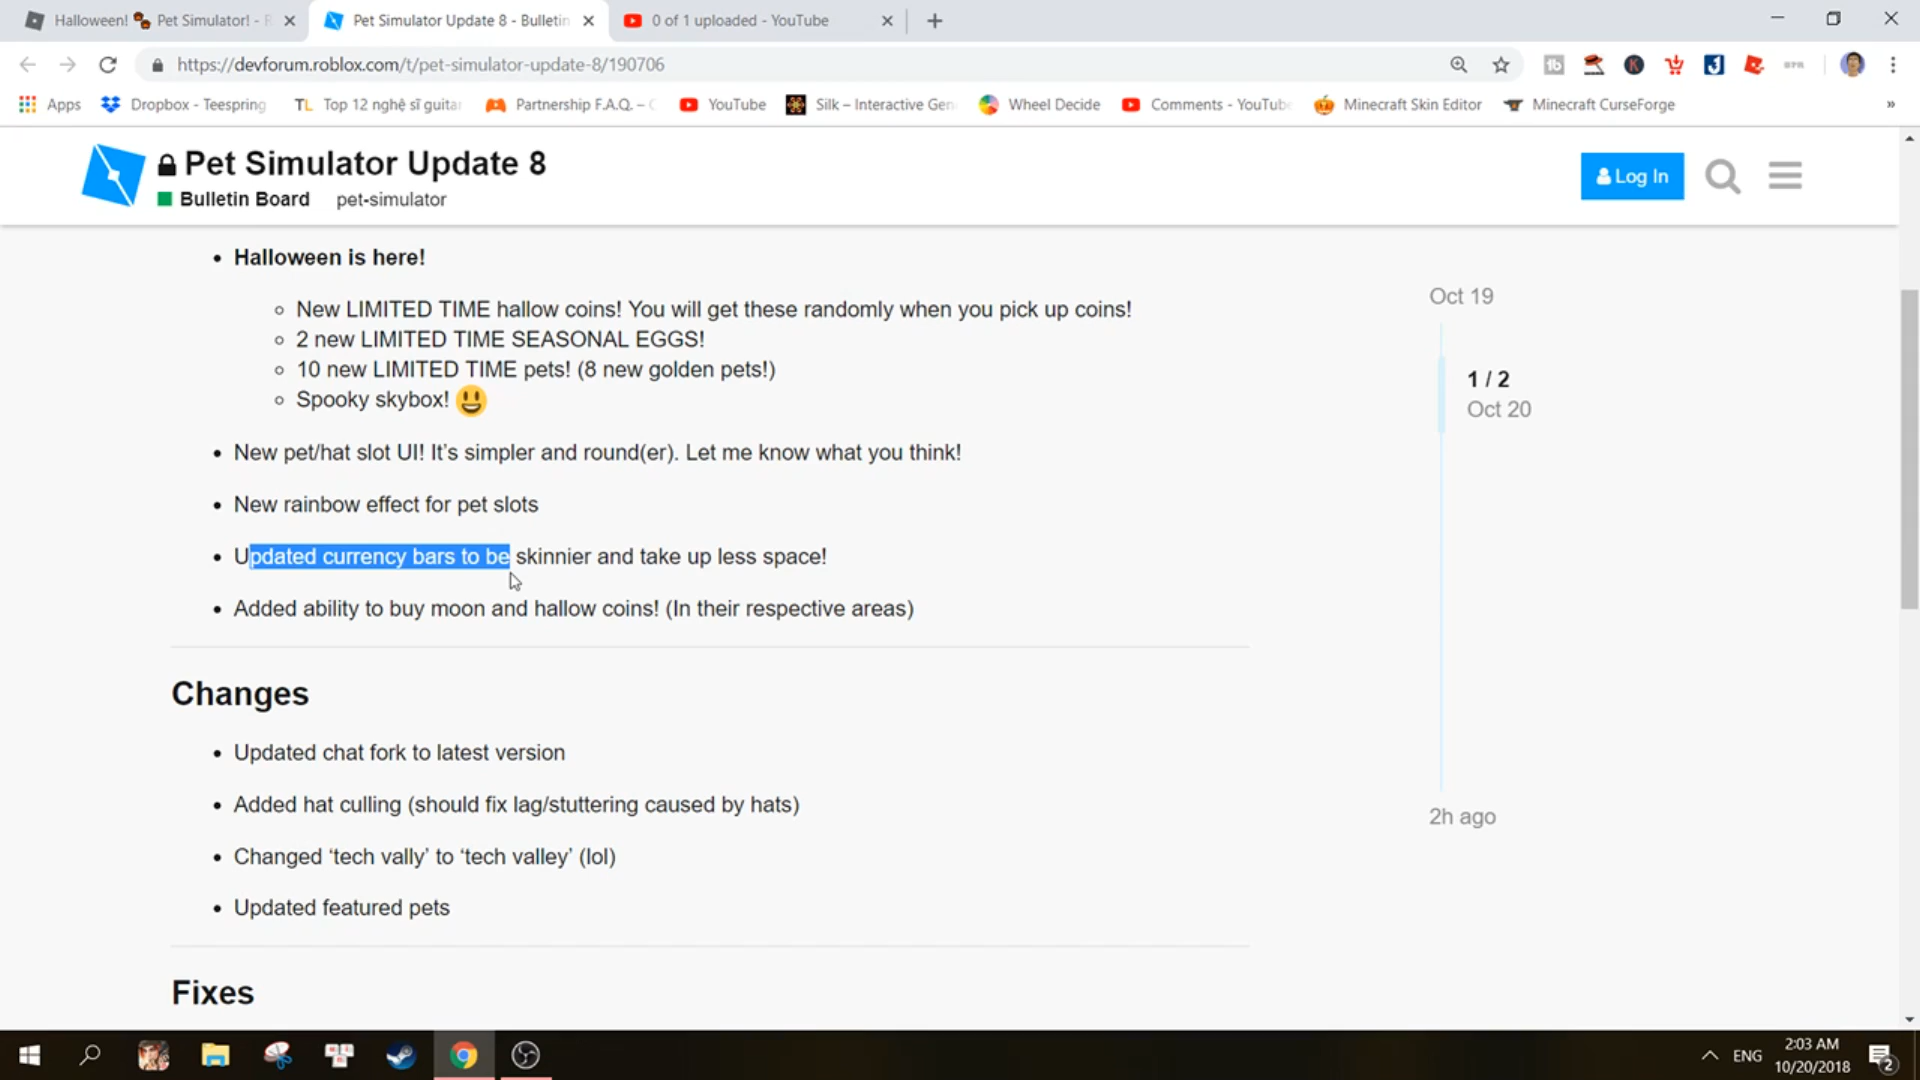 Halloween! Pet Simulator! - R
Pet Simulator Update 8 - Bulletin
0 of 1 uploaded - YouTube
https://devforum.roblox.com/t/pet-simulator-update-8/190706
Apps
Dropbox - Teespring
TL Top 12 nghệ sĩ guitar
Partnership F.A.Q. – C
YouTube
Silk – Interactive Gen
Wheel Decide
Comments - YouTube
Minecraft Skin Editor
Minecraft CurseForge
»
Pet Simulator Update 8
Bulletin Board pet-simulator
Log In
• Halloween is here!
◦ New LIMITED TIME hallow coins! You will get these randomly when you pick up coins!
◦ 2 new LIMITED TIME SEASONAL EGGS!
◦ 10 new LIMITED TIME pets! (8 new golden pets!)
◦ Spooky skybox! 😃
• New pet/hat slot UI! It’s simpler and round(er). Let me know what you think!
• New rainbow effect for pet slots
• Updated currency bars to be skinnier and take up less space!
• Added ability to buy moon and hallow coins! (In their respective areas)
Oct 19
1 / 2
Oct 20
2h ago
Changes
• Updated chat fork to latest version
• Added hat culling (should fix lag/stuttering caused by hats)
• Changed ‘tech vally’ to ‘tech valley’ (lol)
• Updated featured pets
Fixes
ENG
2:03 AM
10/20/2018
2